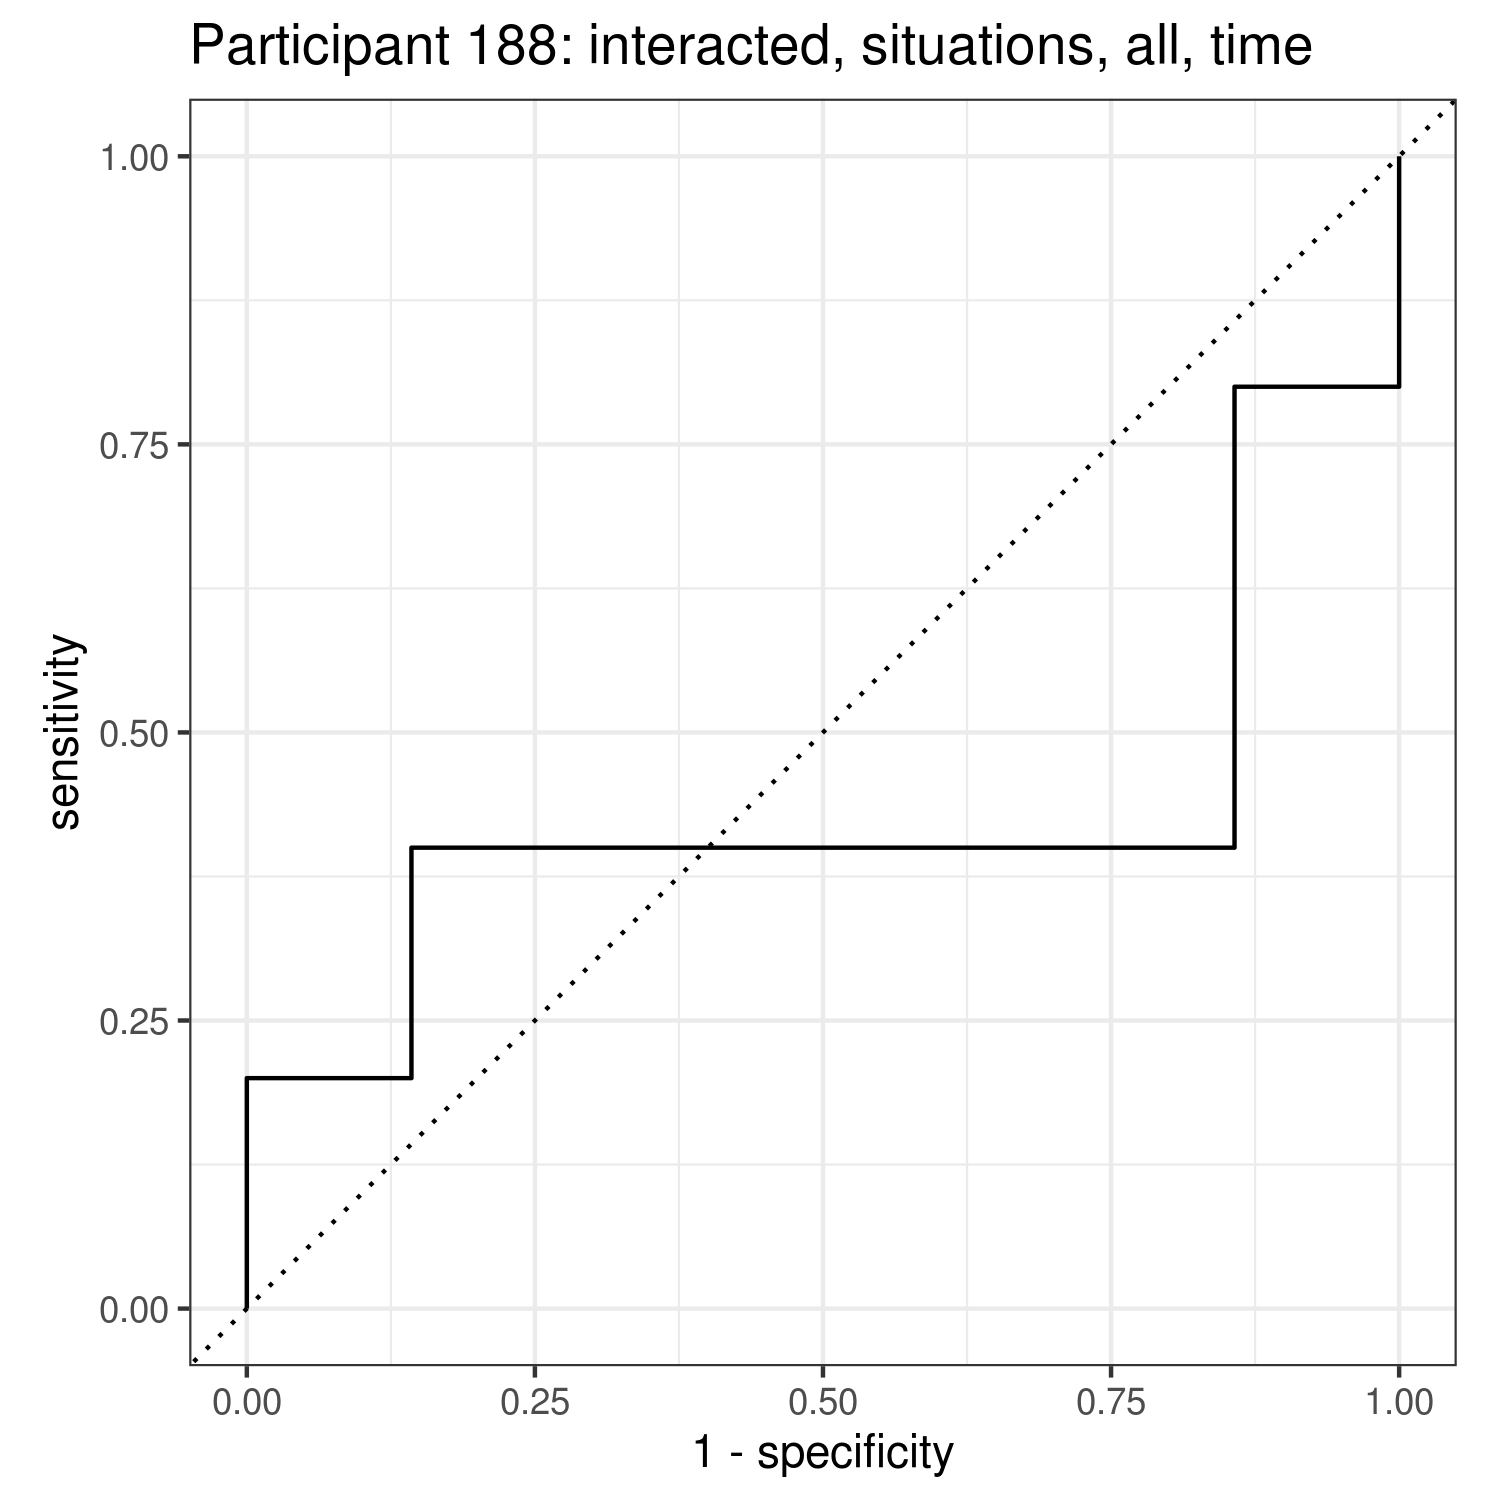 Participant 188: interacted, situations, all, time
1.00
0.75
0.50
0.25
0.00
sensitivity
0.00 0.25 0.50 0.75 1.00
1 - specificity